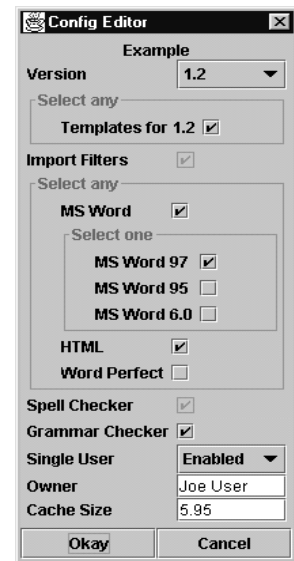 Config Editor
Example
Version 1.2
Select any
Templates for 1.2
Import Filters
Select any
MS Word
Select one
MS Word 97
MS Word 95
MS Word 6.0
HTML
Word Perfect
Spell Checker
Grammar Checker
Single User Enabled
Owner Joe User
Cache Size 5.95
Okay Cancel